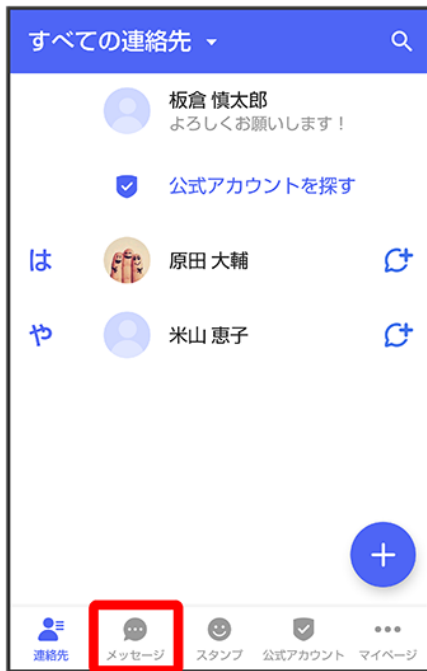 すべての連絡先
板倉 慎太郎
よろしくお願いします！
公式アカウントを探す
は
原田 大輔
や
米山 恵子
連絡先
メッセージ
スタンプ
公式アカウント
マイページ